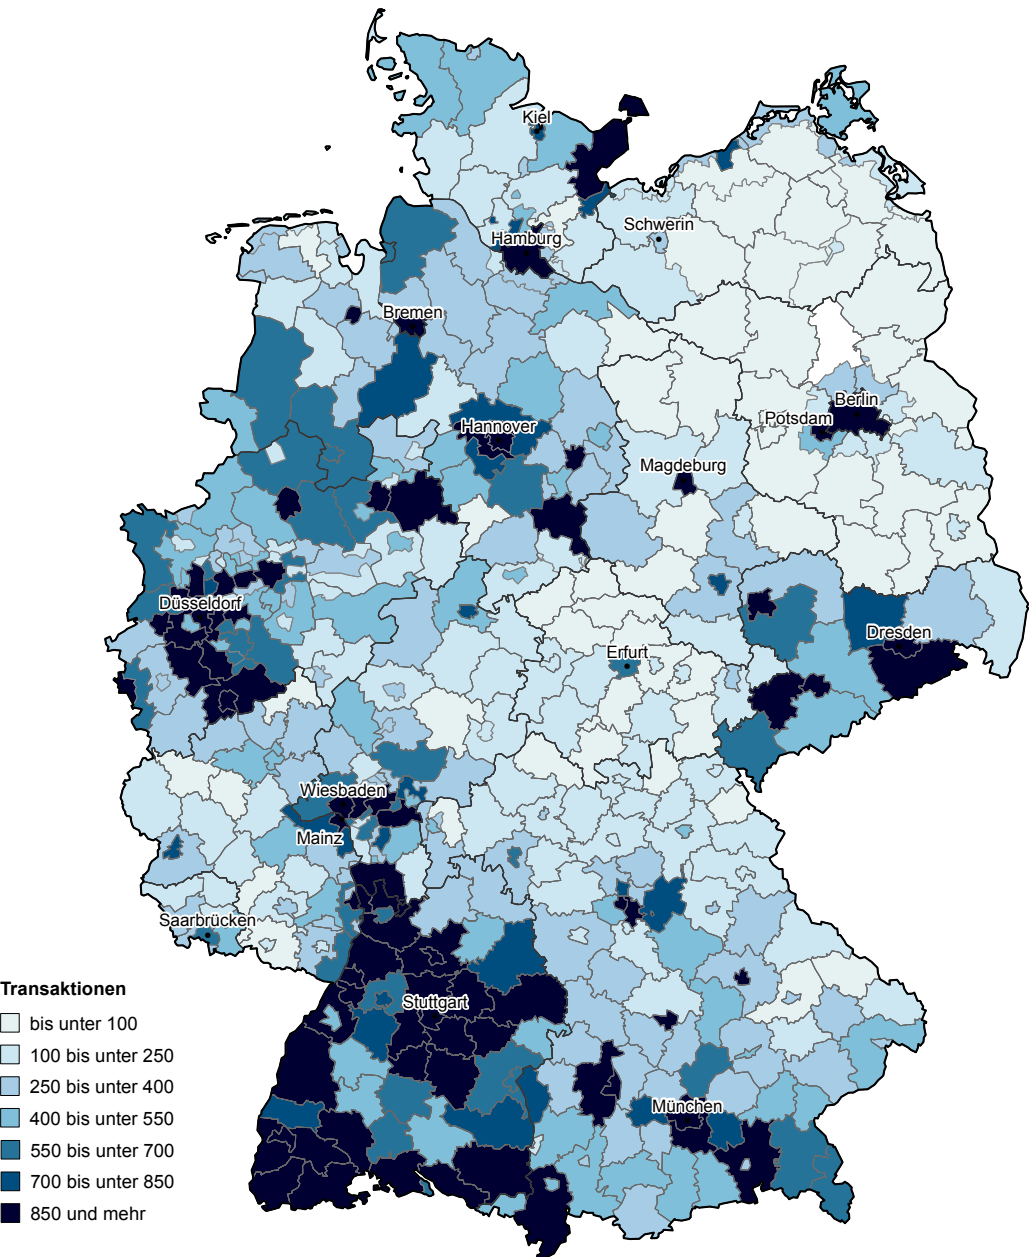 Kiel
Schwerin
Hamburg
Bremen
Berlin
Hannover
Potsdam
Magdeburg
Düsseldorf
Dresden
Erfurt
Wiesbaden
Mainz
Saarbrücken
Stuttgart
München
Transaktionen
bis unter 100
100 bis unter 250
250 bis unter 400
400 bis unter 550
550 bis unter 700
700 bis unter 850
850 und mehr